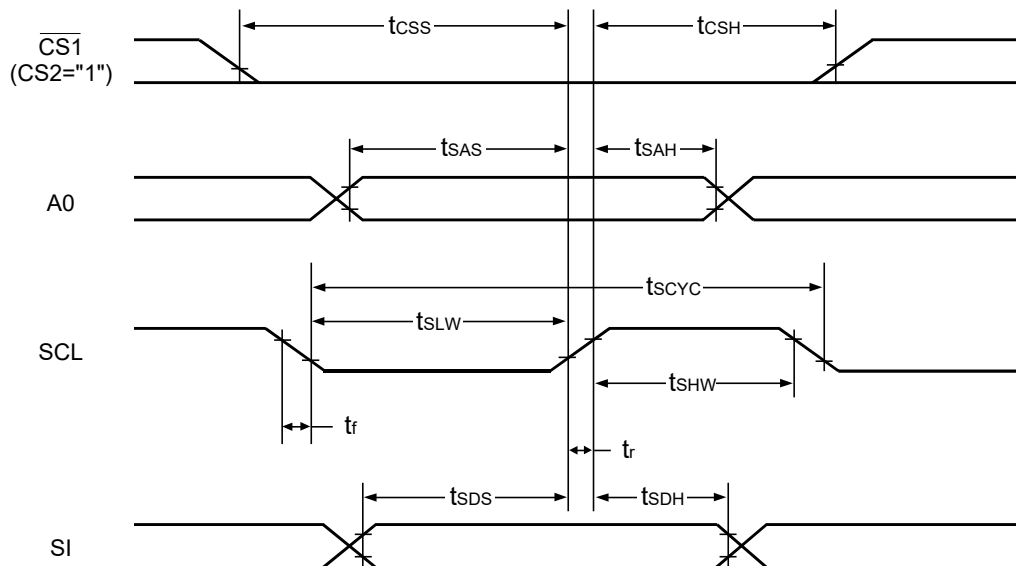 tCSS
tCSH
CS1
(CS2="1")
tSAS
tSAH
A0
tSCYC
tSLW
SCL
tSHW
tf
tr
tSDS
tSDH
SI